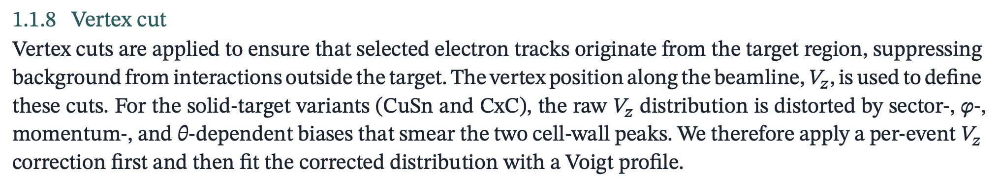 1.1.8 Vertex cut
Vertex cuts are applied to ensure that selected electron tracks originate from the target region, suppressing
background from interactions outside the target. The vertex position along the beamline, V_z, is used to define
these cuts. For the solid-target variants (CuSn and CxC), the raw V_z distribution is distorted by sector-, φ-,
momentum-, and θ-dependent biases that smear the two cell-wall peaks. We therefore apply a per-event V_z
correction first and then fit the corrected distribution with a Voigt profile.